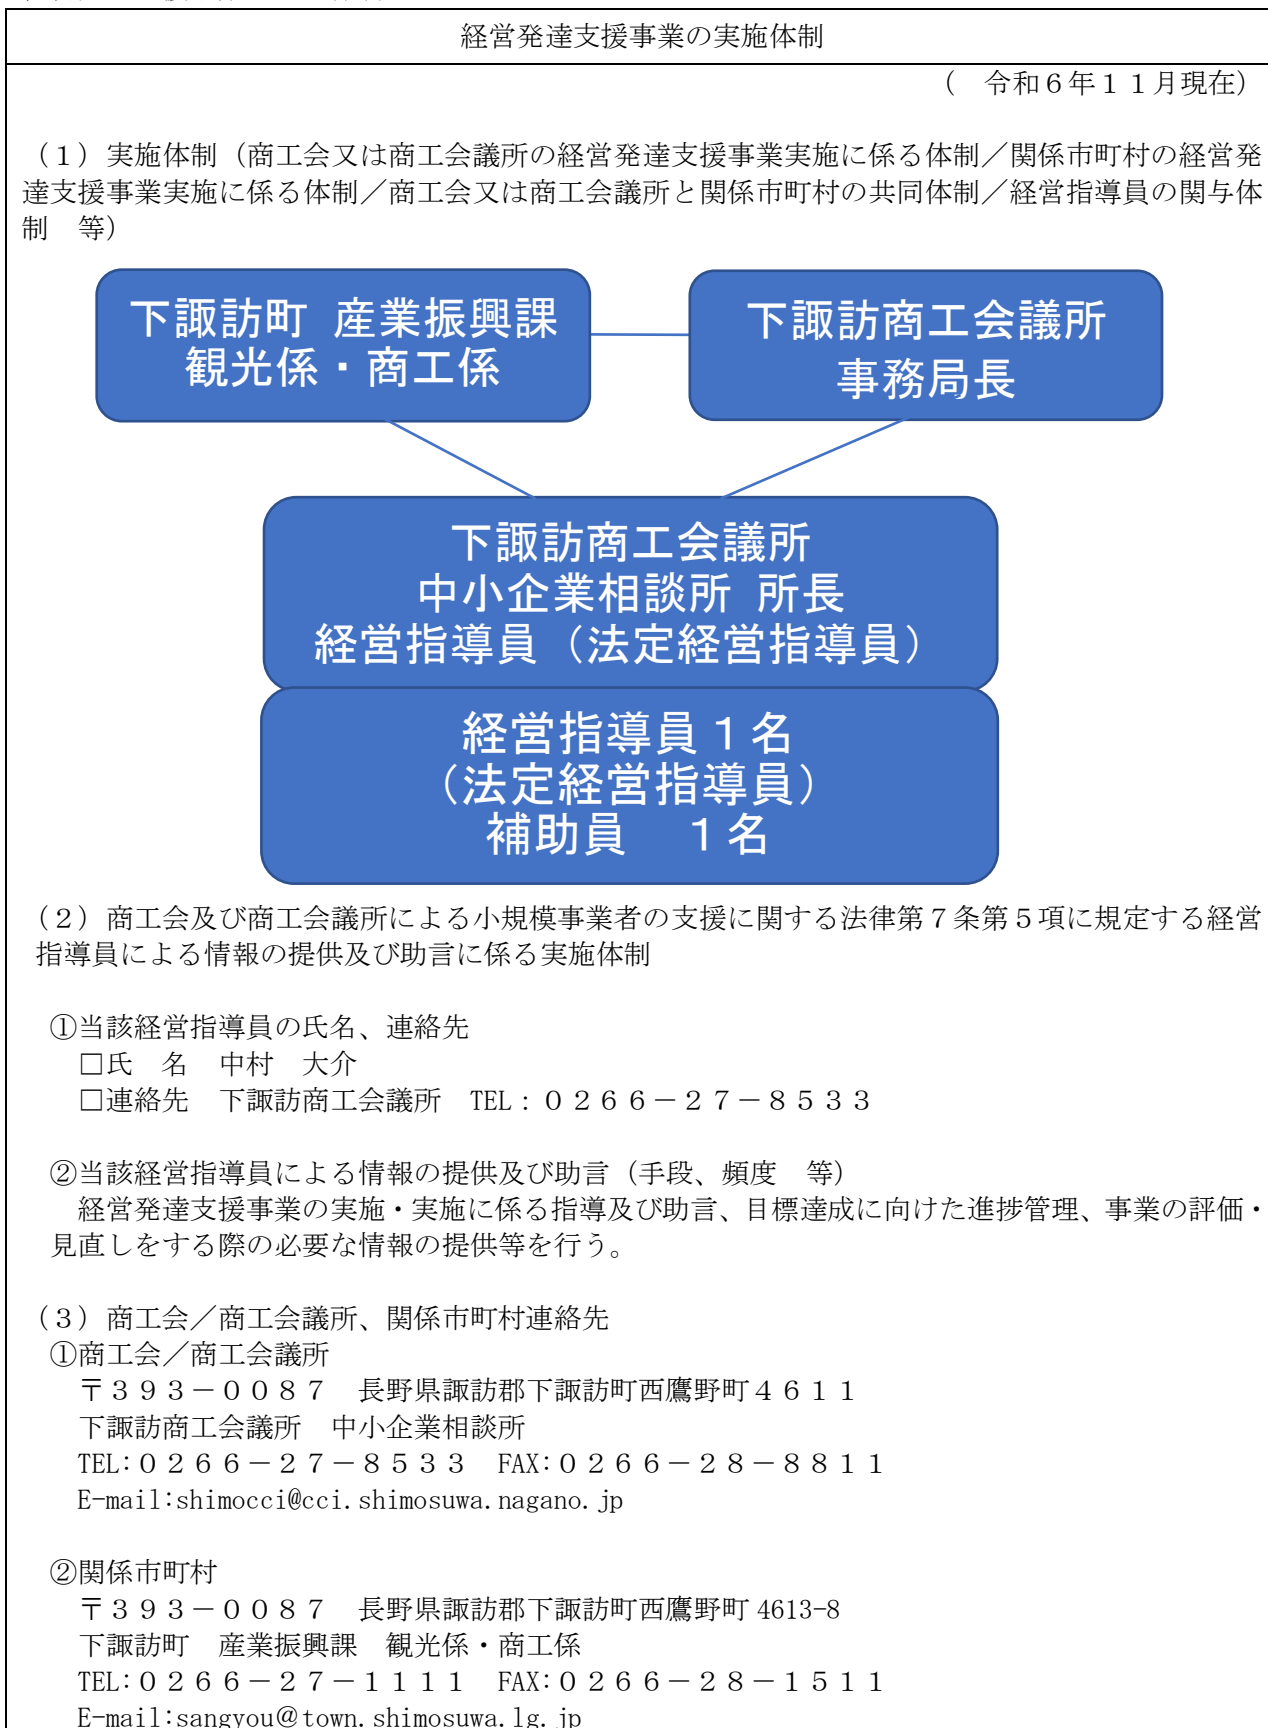 経営発達支援事業の実施体制
（　令和６年１１月現在）
（１）実施体制（商工会又は商工会議所の経営発達支援事業実施に係る体制／関係市町村の経営発
達支援事業実施に係る体制／商工会又は商工会議所と関係市町村の共同体制／経営指導員の関与体
制　等）
下諏訪町 産業振興課
観光係・商工係
下諏訪商工会議所
事務局長
下諏訪商工会議所
中小企業相談所 所長
経営指導員（法定経営指導員）
経営指導員１名
（法定経営指導員）
補助員　１名
（２）商工会及び商工会議所による小規模事業者の支援に関する法律第７条第５項に規定する経営
指導員による情報の提供及び助言に係る実施体制
①当該経営指導員の氏名、連絡先
□氏　名　中村　大介
□連絡先　下諏訪商工会議所　TEL：０２６６－２７－８５３３
②当該経営指導員による情報の提供及び助言（手段、頻度　等）
経営発達支援事業の実施・実施に係る指導及び助言、目標達成に向けた進捗管理、事業の評価・
見直しをする際の必要な情報の提供等を行う。
（３）商工会／商工会議所、関係市町村連絡先
①商工会／商工会議所
〒３９３－００８７　長野県諏訪郡下諏訪町西鷹野町４６１１
下諏訪商工会議所　中小企業相談所
TEL:０２６６－２７－８５３３　FAX:０２６６－２８－８８１１
E-mail:shimocci@cci.shimosuwa.nagano.jp
②関係市町村
〒３９３－００８７　長野県諏訪郡下諏訪町西鷹野町 4613-8
下諏訪町　産業振興課　観光係・商工係
TEL:０２６６－２７－１１１１　FAX:０２６６－２８－１５１１
E-mail:sangyou＠town.shimosuwa.lg.jp